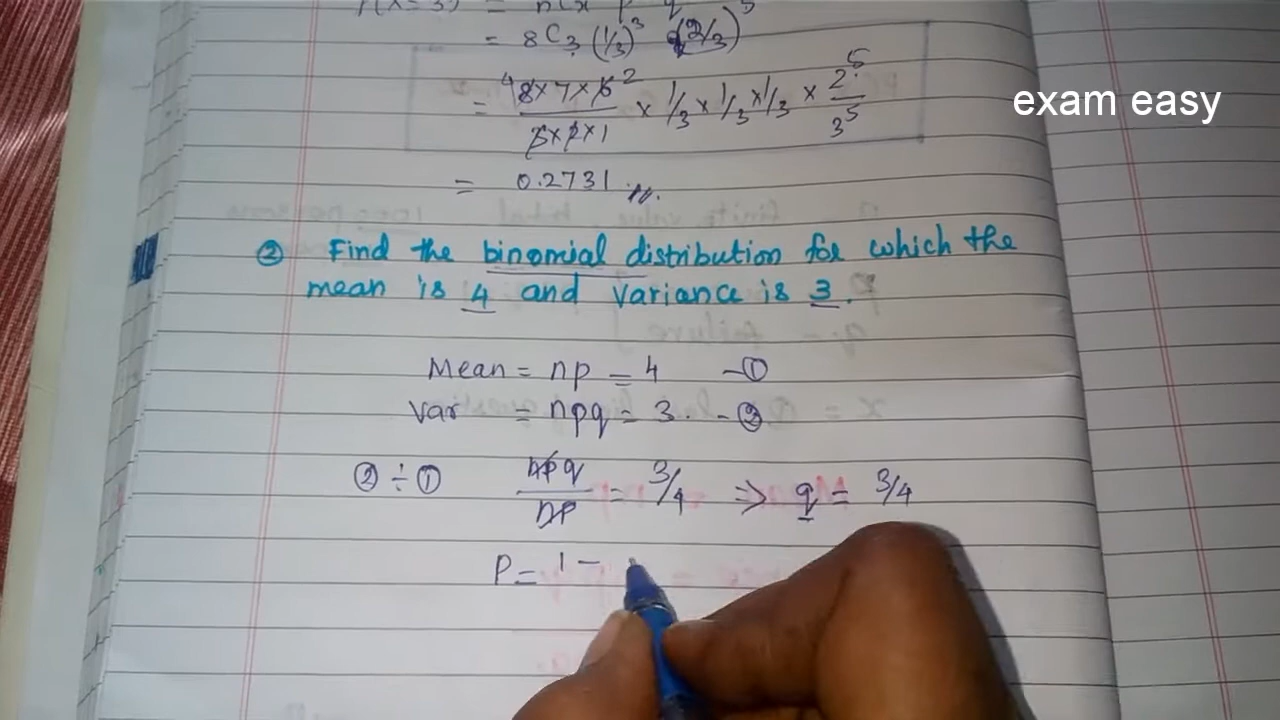 = 8C3 (1/3)^3 (2/3)^5
exam easy
= 8×7×6 / 3×2×1 × 1/3 × 1/3 × 1/3 × 2^5 / 3^5
= 0.2731
② Find the binomial distribution for which the
mean is 4 and variance is 3.
Mean = np = 4 -①
Var = npq = 3. -②
② ÷ ① npq / np = 3/4 ⇒ q = 3/4
P = 1 -